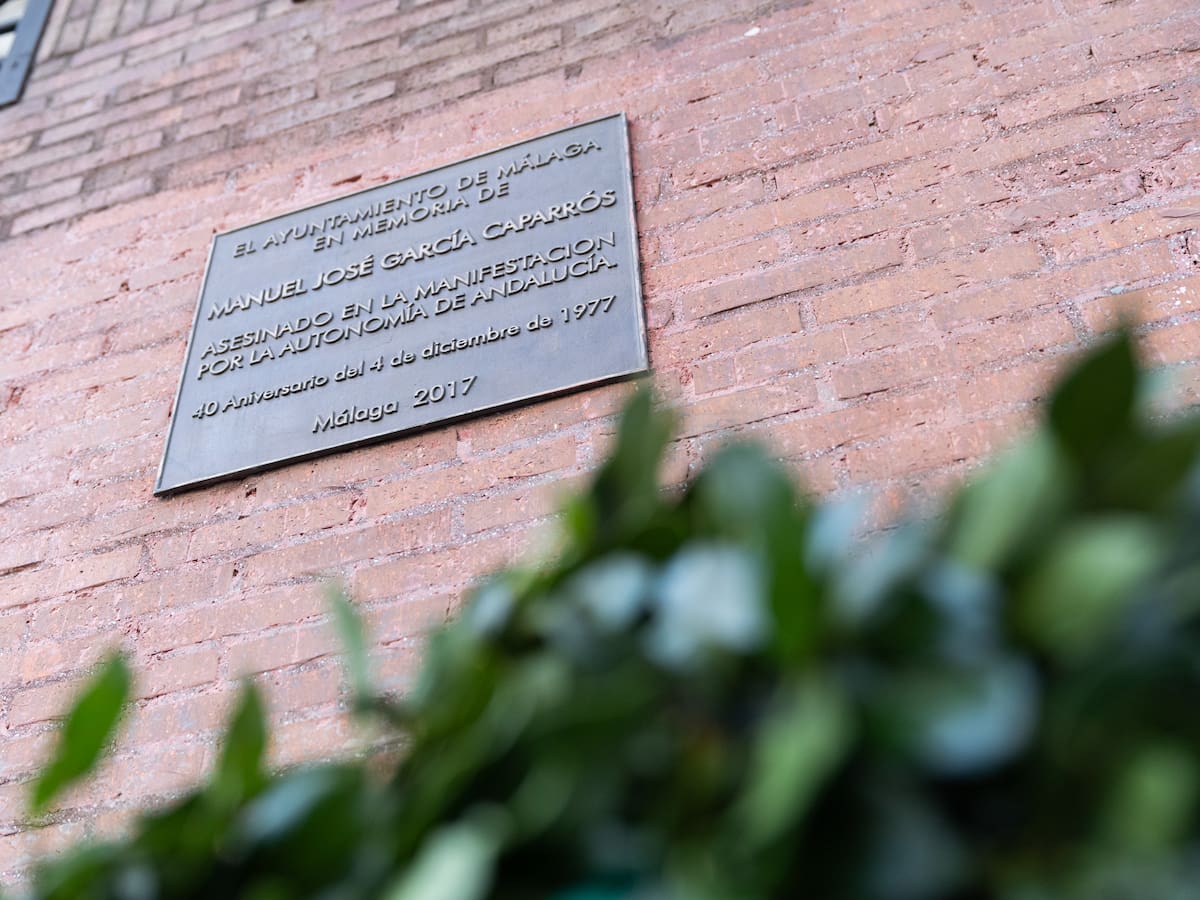 EL AYUNTAMIENTO DE MÁLAGA
EN MEMORIA DE
MANUEL JOSÉ GARCÍA CAPARRÓS
ASESINADO EN LA MANIFESTACION
POR LA AUTONOMÍA DE ANDALUCÍA.
40 Aniversario del 4 de diciembre de 1977
Málaga 2017